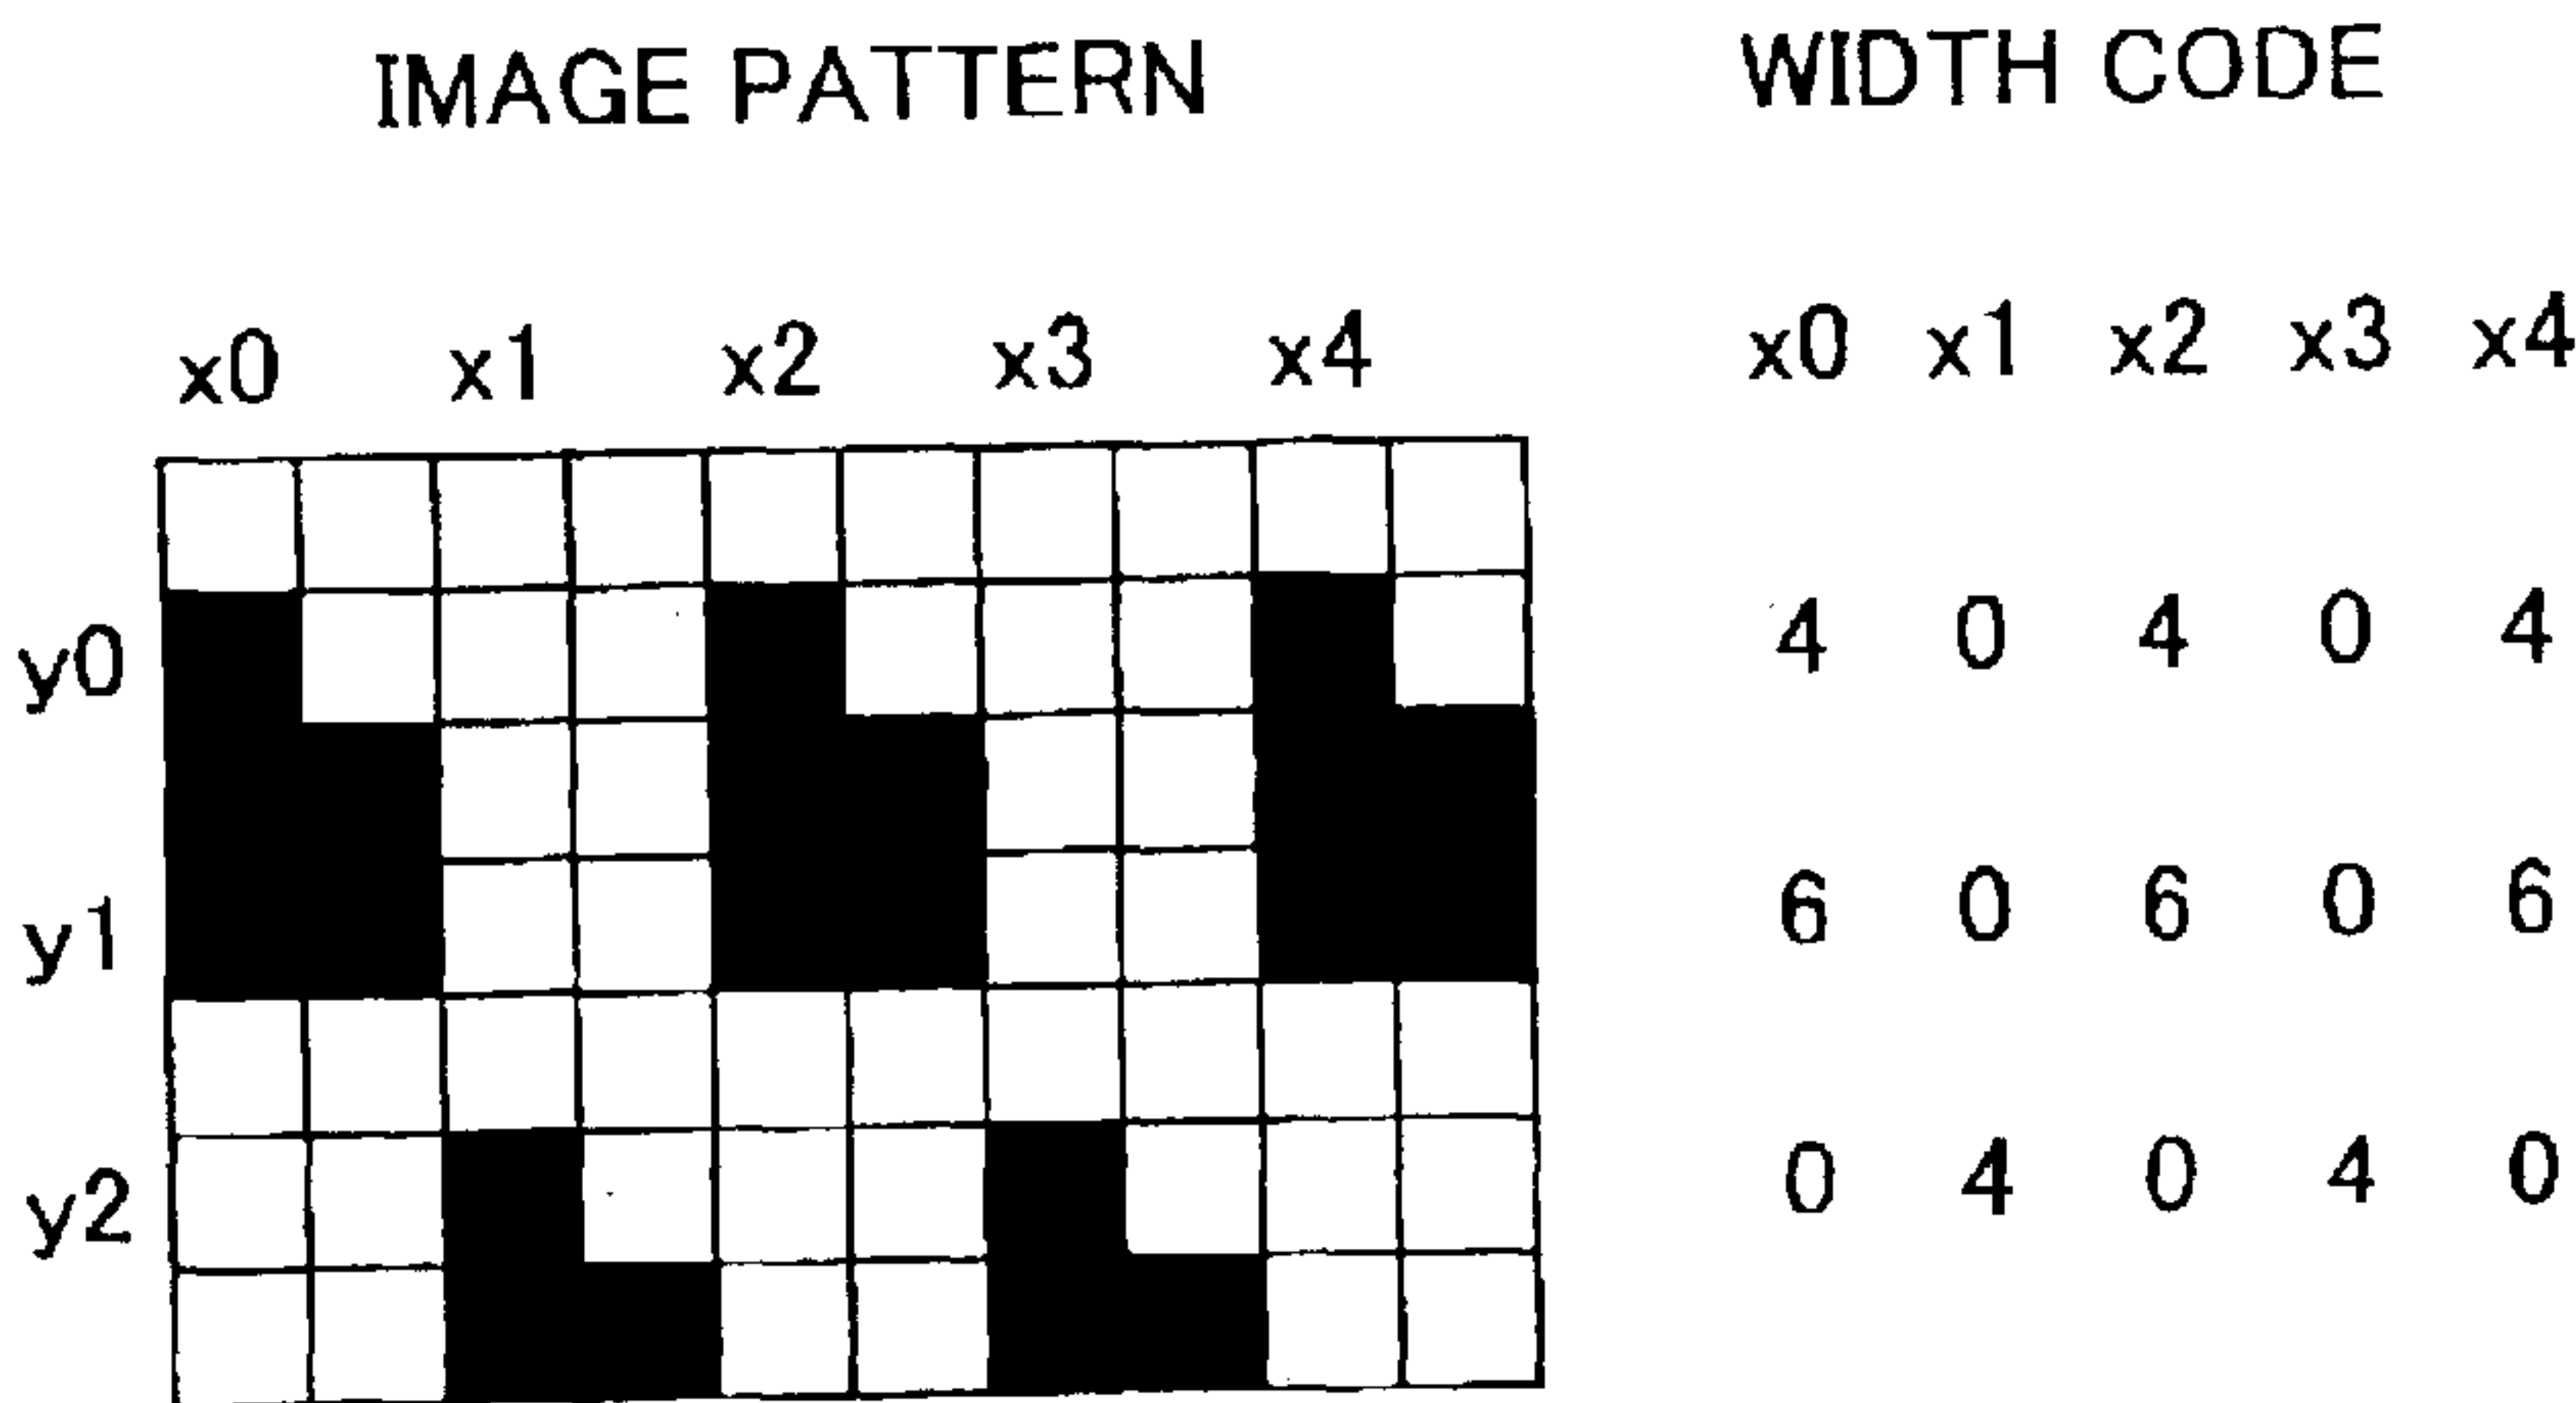 IMAGE PATTERN WIDTH CODE
x0 x1 x2 x3 x4 x0 x1 x2 x3 x4
y0 4 0 4 0 4
y1 6 0 6 0 6
y2 0 4 0 4 0